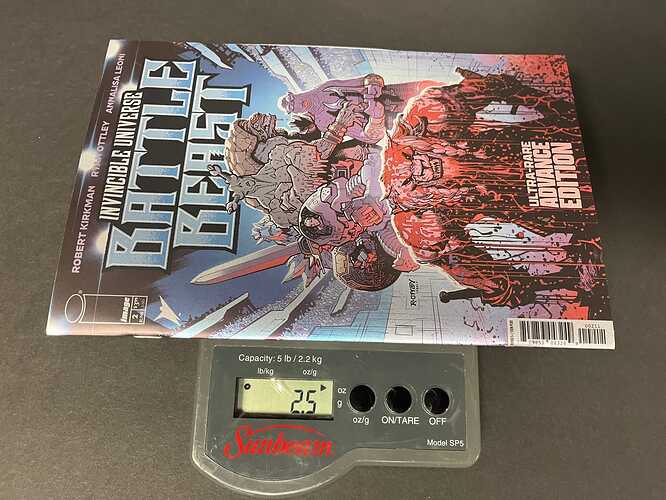 ROBERT KIRKMAN RYAN OTTLEY ANNALISA LEONI
INVINCIBLE UNIVERSE
BATTLE
BEAST
ULTRA-RARE
ADVANCE
EDITION
image
2
00211
Capacity: 5 lb / 2.2 kg
lb/kg oz/g
2.5
oz
g
oz/g ON/TARE OFF
Sunbeam
Model SP5